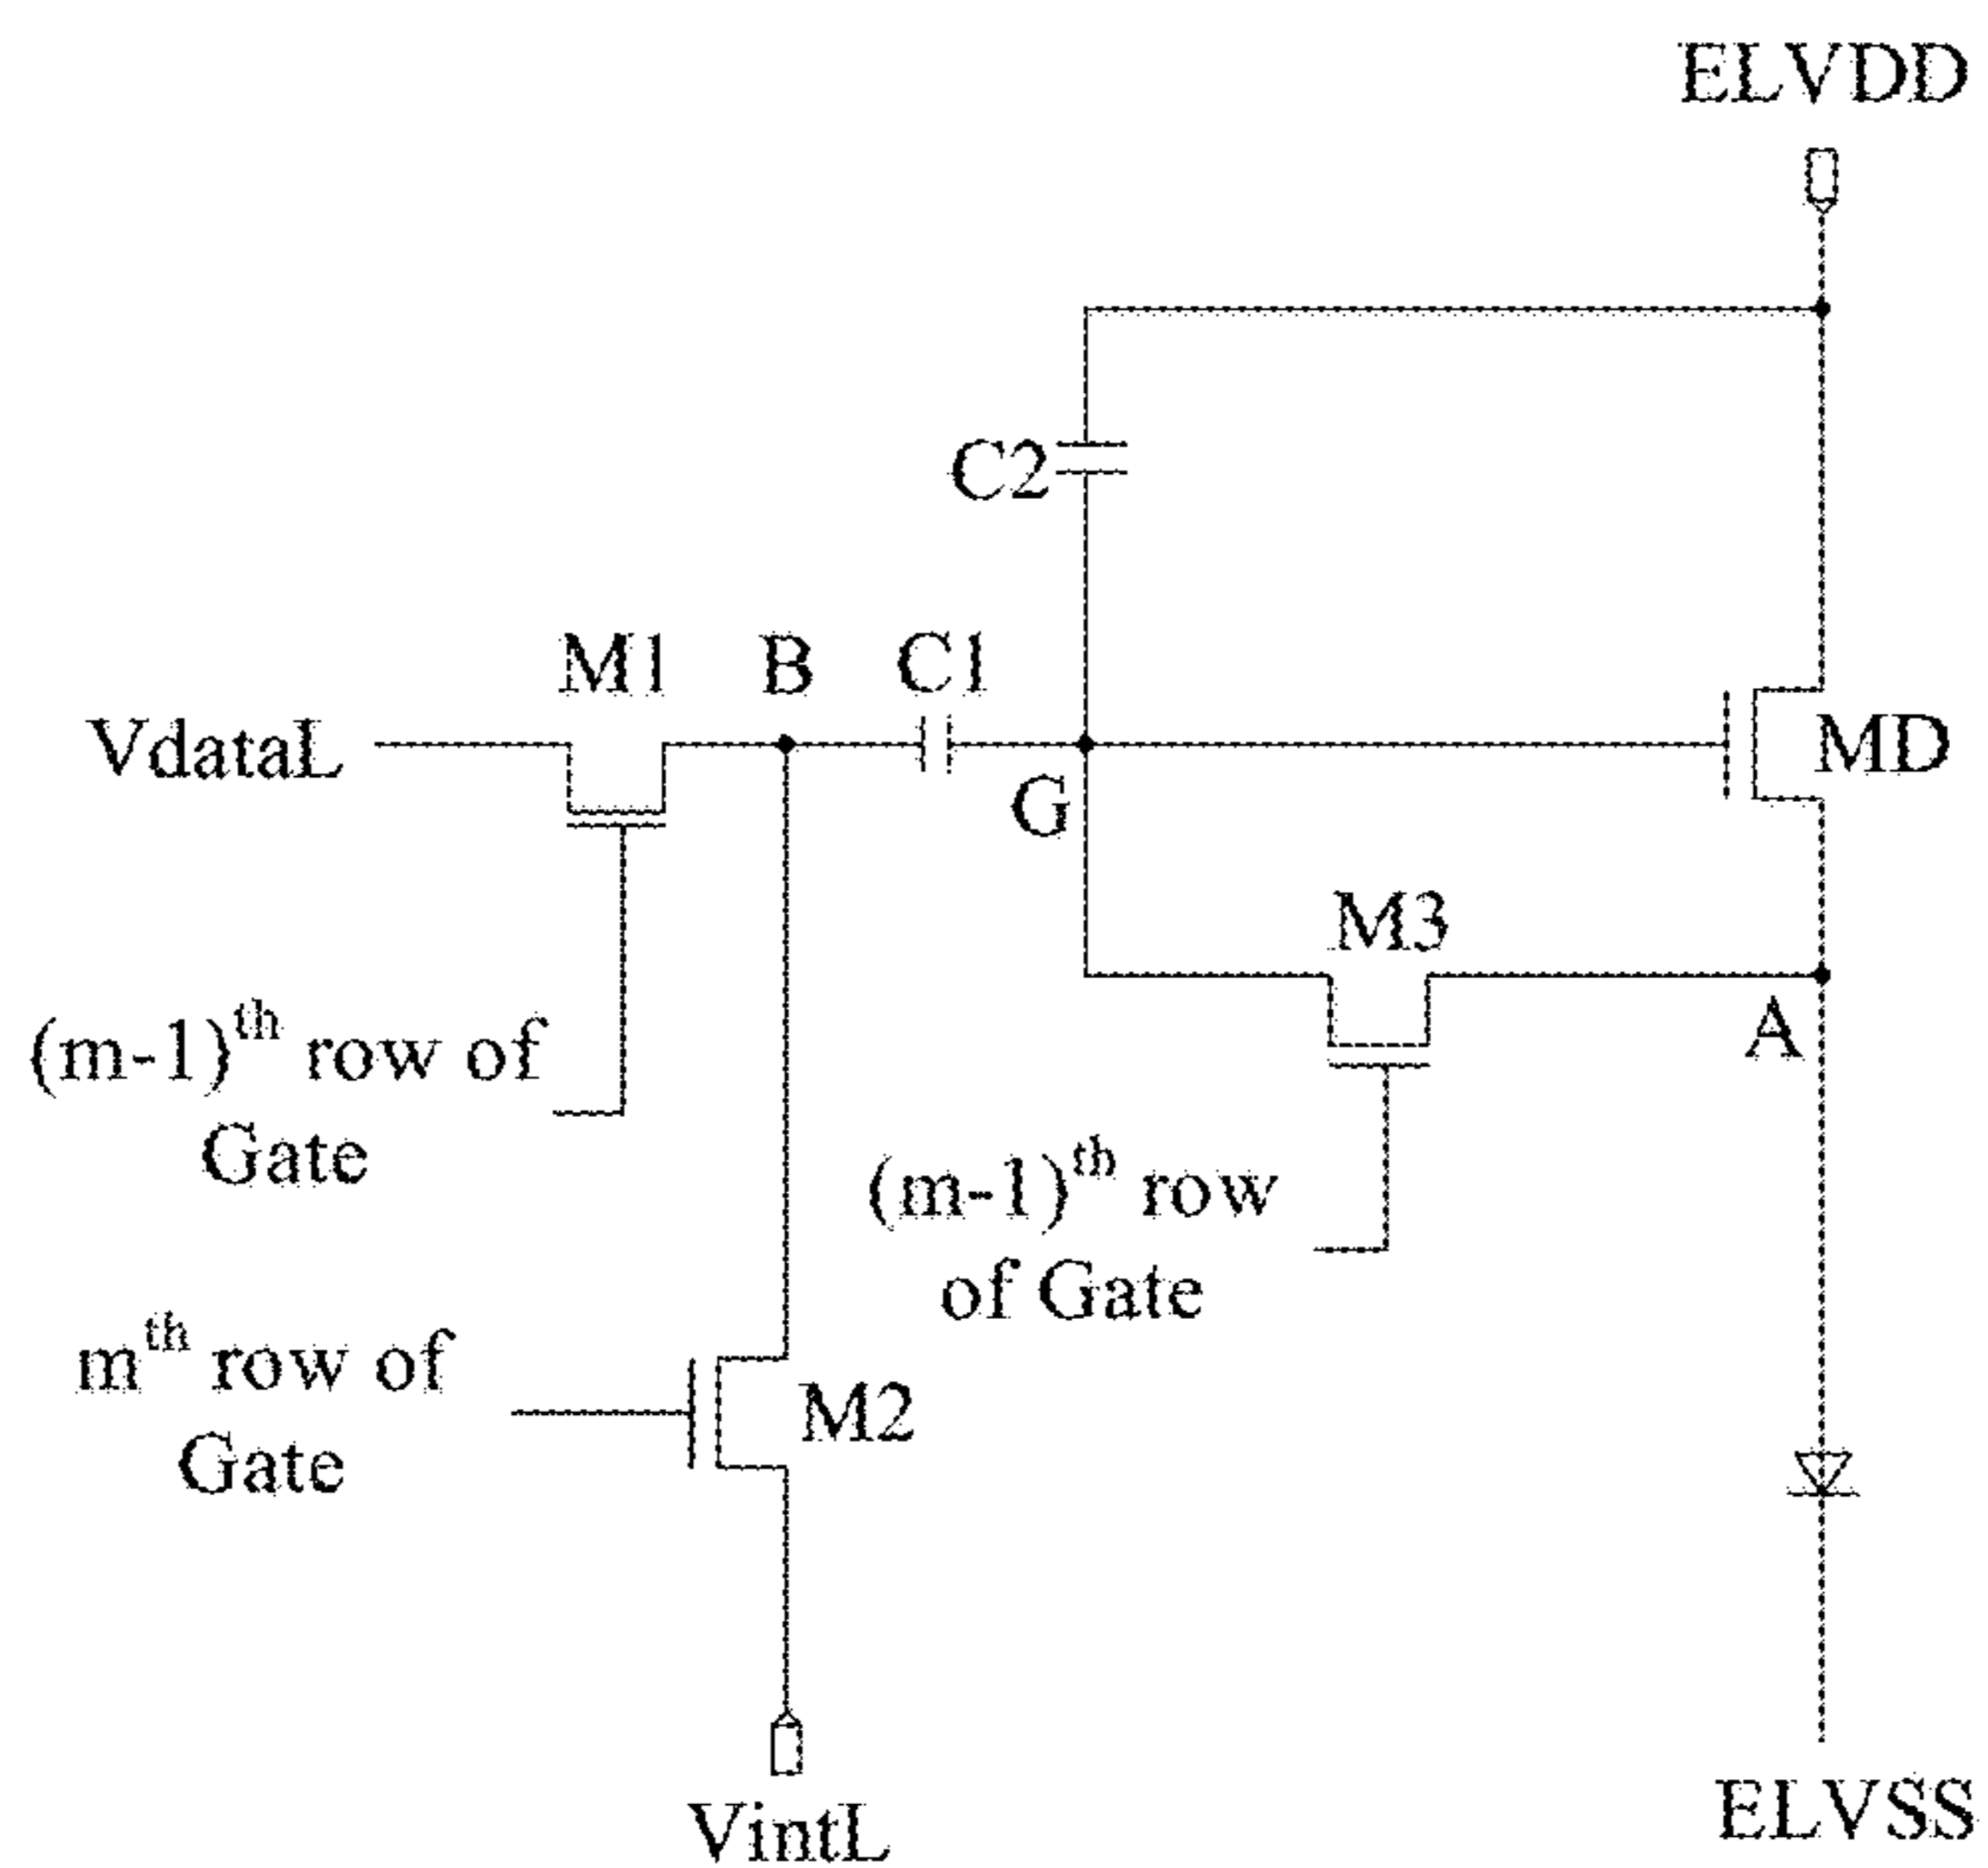 ELVDD
C2
M1
B
C1
VdataL
MD
G
M3
A
(m-1)th row of
Gate
(m-1)th row
of Gate
mth row of
Gate
M2
VintL
ELVSS